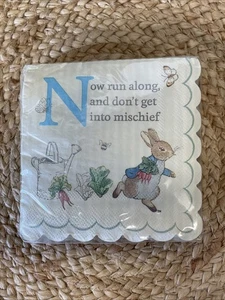 Now run along,
and don't get
into mischief